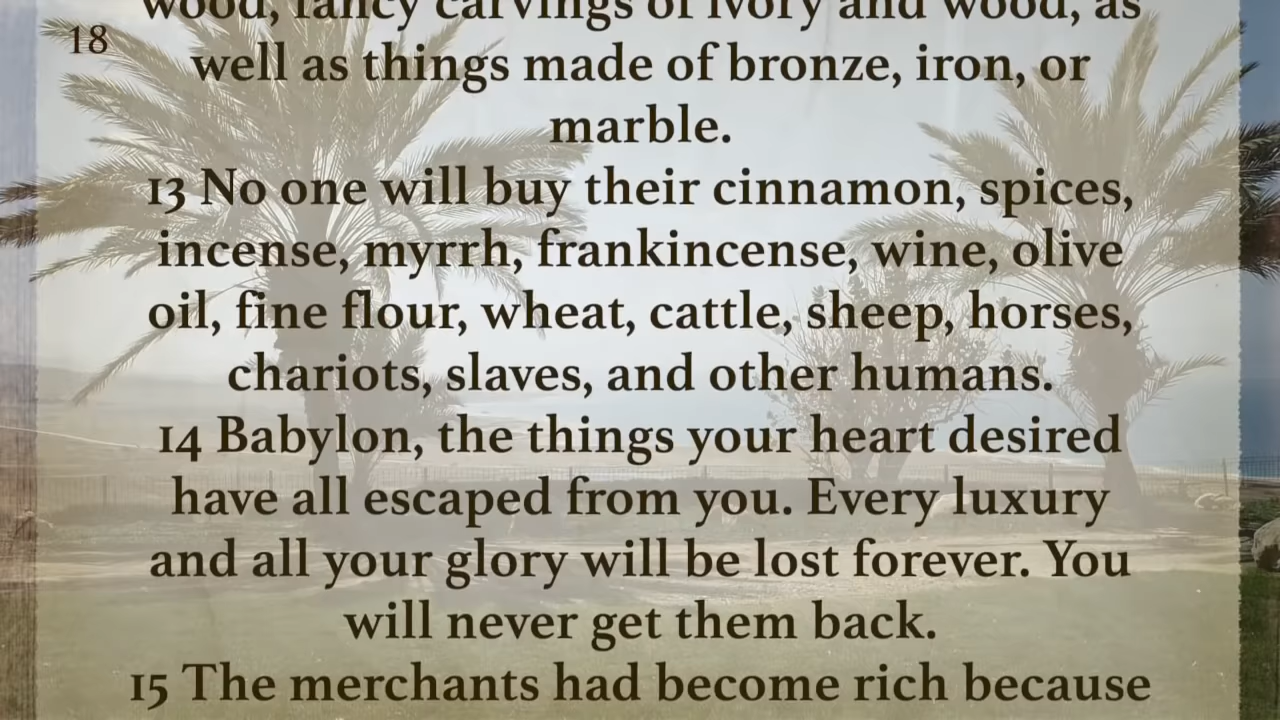 wood, fancy carvings of ivory and wood, as
18
well as things made of bronze, iron, or
marble.
13 No one will buy their cinnamon, spices,
incense, myrrh, frankincense, wine, olive
oil, fine flour, wheat, cattle, sheep, horses,
chariots, slaves, and other humans.
14 Babylon, the things your heart desired
have all escaped from you. Every luxury
and all your glory will be lost forever. You
will never get them back.
15 The merchants had become rich because